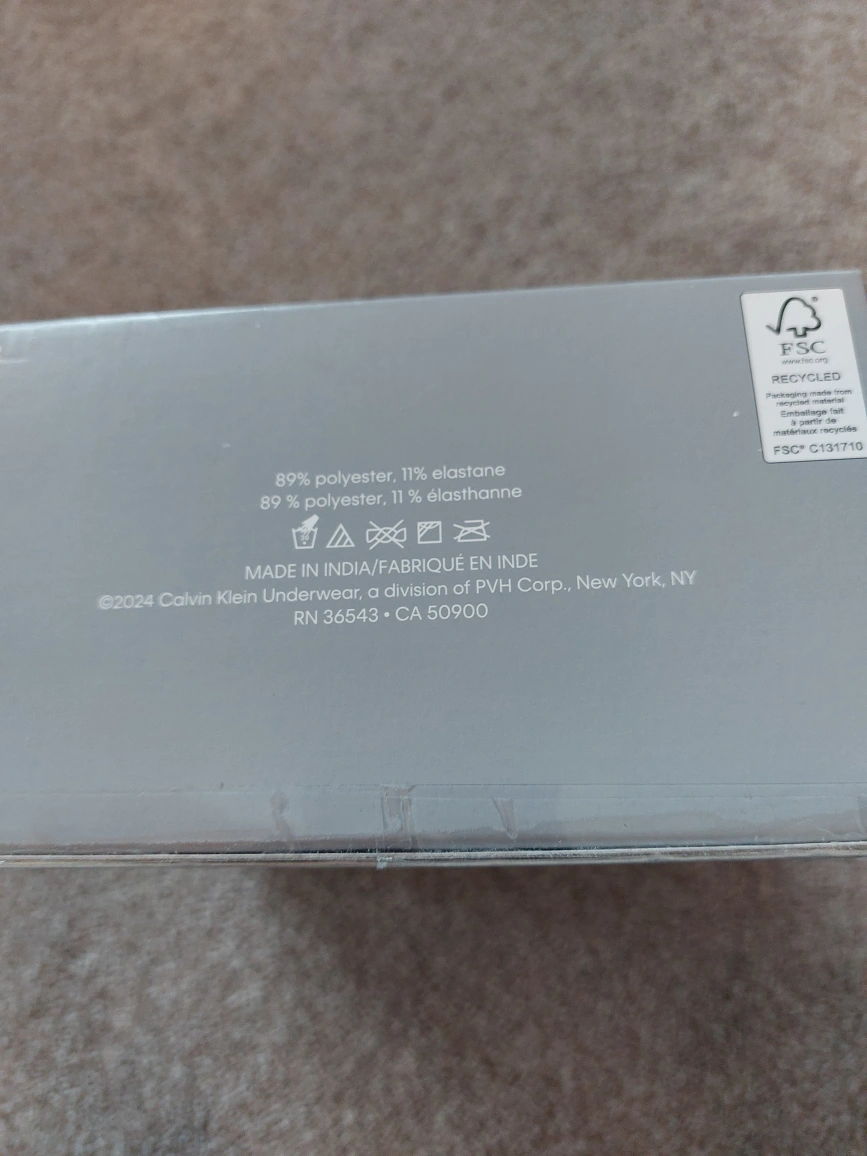 FSC®
www.fsc.org
RECYCLED
Packaging made from
recycled material
Emballage fait
à partir de
matériaux recyclés
FSC® C131710
89% polyester, 11% elastane
89 % polyester, 11 % élasthanne
30
MADE IN INDIA/FABRIQUÉ EN INDE
©2024 Calvin Klein Underwear, a division of PVH Corp., New York, NY
RN 36543 • CA 50900